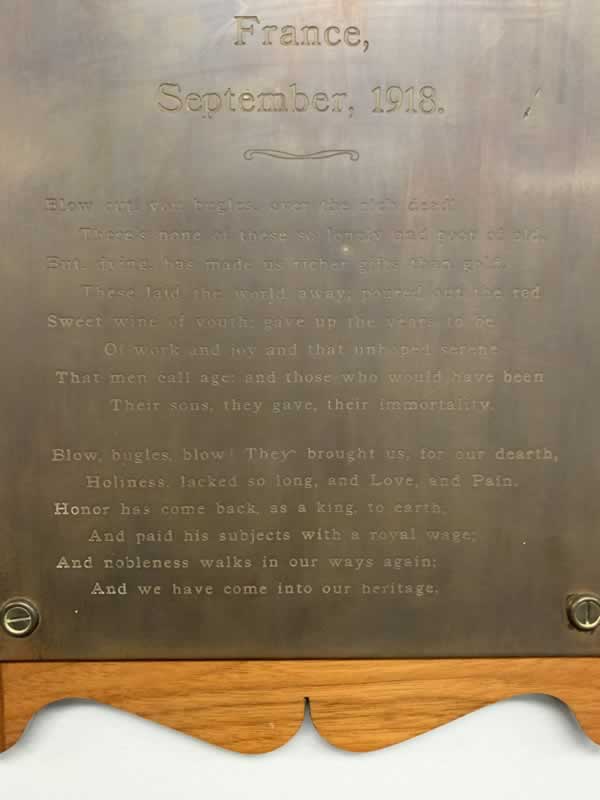 France,
September, 1918.
Blow out, you bugles, over the rich dead!
There's none of these so lonely and poor of old,
But, dying, has made us richer gifts than gold.
These laid the world away; poured out the red
Sweet wine of youth; gave up the years to be
Of work and joy and that unhoped serene
That men call age; and those who would have been
Their sons, they gave, their immortality.
Blow, bugles, blow! They brought us, for our dearth,
Holiness, lacked so long, and Love, and Pain.
Honor has come back, as a king, to earth,
And paid his subjects with a royal wage;
And nobleness walks in our ways again;
And we have come into our heritage.